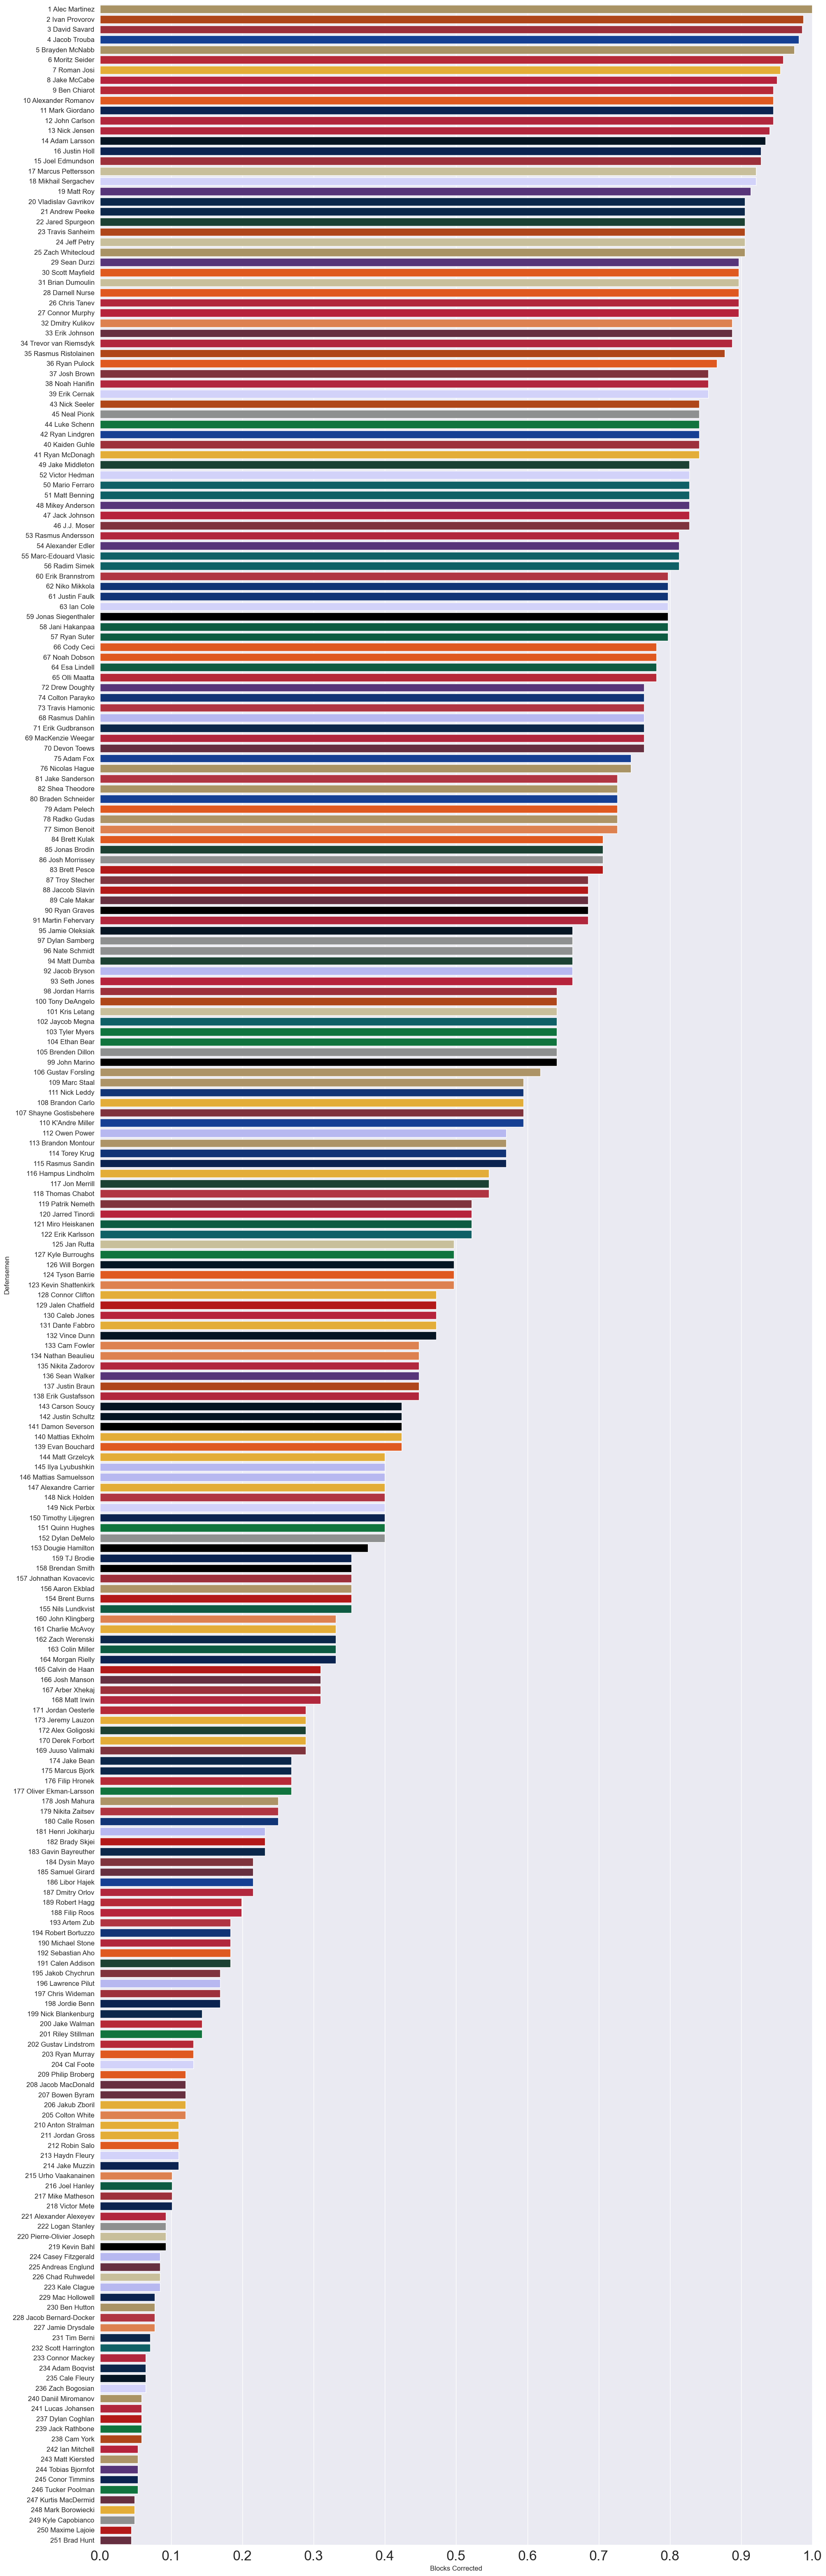 1 Alec Martinez
2 Ivan Provorov
3 David Savard
4 Jacob Trouba
5 Brayden McNabb
6 Moritz Seider
7 Roman Josi
8 Jake McCabe
9 Ben Chiarot
10 Alexander Romanov
11 Mark Giordano
12 John Carlson
13 Nick Jensen
14 Adam Larsson
16 Justin Holl
15 Joel Edmundson
17 Marcus Pettersson
18 Mikhail Sergachev
19 Matt Roy
20 Vladislav Gavrikov
21 Andrew Peeke
22 Jared Spurgeon
23 Travis Sanheim
24 Jeff Petry
25 Zach Whitecloud
29 Sean Durzi
30 Scott Mayfield
31 Brian Dumoulin
28 Darnell Nurse
26 Chris Tanev
27 Connor Murphy
32 Dmitry Kulikov
33 Erik Johnson
34 Trevor van Riemsdyk
35 Rasmus Ristolainen
36 Ryan Pulock
37 Josh Brown
38 Noah Hanifin
39 Erik Cernak
43 Nick Seeler
45 Neal Pionk
44 Luke Schenn
42 Ryan Lindgren
40 Kaiden Guhle
41 Ryan McDonagh
49 Jake Middleton
52 Victor Hedman
50 Mario Ferraro
51 Matt Benning
48 Mikey Anderson
47 Jack Johnson
46 J.J. Moser
53 Rasmus Andersson
54 Alexander Edler
55 Marc-Edouard Vlasic
56 Radim Simek
60 Erik Brannstrom
62 Niko Mikkola
61 Justin Faulk
63 Ian Cole
59 Jonas Siegenthaler
58 Jani Hakanpaa
57 Ryan Suter
66 Cody Ceci
67 Noah Dobson
64 Esa Lindell
65 Olli Maatta
72 Drew Doughty
74 Colton Parayko
73 Travis Hamonic
68 Rasmus Dahlin
71 Erik Gudbranson
69 MacKenzie Weegar
70 Devon Toews
75 Adam Fox
76 Nicolas Hague
81 Jake Sanderson
82 Shea Theodore
80 Braden Schneider
79 Adam Pelech
78 Radko Gudas
77 Simon Benoit
84 Brett Kulak
85 Jonas Brodin
86 Josh Morrissey
83 Brett Pesce
87 Troy Stecher
88 Jaccob Slavin
89 Cale Makar
90 Ryan Graves
91 Martin Fehervary
95 Jamie Oleksiak
97 Dylan Samberg
96 Nate Schmidt
94 Matt Dumba
92 Jacob Bryson
93 Seth Jones
98 Jordan Harris
100 Tony DeAngelo
101 Kris Letang
102 Jaycob Megna
103 Tyler Myers
104 Ethan Bear
105 Brenden Dillon
99 John Marino
106 Gustav Forsling
109 Marc Staal
111 Nick Leddy
108 Brandon Carlo
107 Shayne Gostisbehere
110 K'Andre Miller
112 Owen Power
113 Brandon Montour
114 Torey Krug
115 Rasmus Sandin
116 Hampus Lindholm
117 Jon Merrill
118 Thomas Chabot
119 Patrik Nemeth
120 Jarred Tinordi
121 Miro Heiskanen
122 Erik Karlsson
125 Jan Rutta
127 Kyle Burroughs
126 Will Borgen
124 Tyson Barrie
123 Kevin Shattenkirk
128 Connor Clifton
129 Jalen Chatfield
130 Caleb Jones
131 Dante Fabbro
132 Vince Dunn
133 Cam Fowler
134 Nathan Beaulieu
135 Nikita Zadorov
136 Sean Walker
137 Justin Braun
138 Erik Gustafsson
143 Carson Soucy
142 Justin Schultz
141 Damon Severson
140 Mattias Ekholm
139 Evan Bouchard
144 Matt Grzelcyk
145 Ilya Lyubushkin
146 Mattias Samuelsson
147 Alexandre Carrier
148 Nick Holden
149 Nick Perbix
150 Timothy Liljegren
151 Quinn Hughes
152 Dylan DeMelo
153 Dougie Hamilton
159 TJ Brodie
158 Brendan Smith
157 Johnathan Kovacevic
156 Aaron Ekblad
154 Brent Burns
155 Nils Lundkvist
160 John Klingberg
161 Charlie McAvoy
162 Zach Werenski
163 Colin Miller
164 Morgan Rielly
165 Calvin de Haan
166 Josh Manson
167 Arber Xhekaj
168 Matt Irwin
171 Jordan Oesterle
173 Jeremy Lauzon
172 Alex Goligoski
170 Derek Forbort
169 Juuso Valimaki
174 Jake Bean
175 Marcus Bjork
176 Filip Hronek
177 Oliver Ekman-Larsson
178 Josh Mahura
179 Nikita Zaitsev
180 Calle Rosen
181 Henri Jokiharju
182 Brady Skjei
183 Gavin Bayreuther
184 Dysin Mayo
185 Samuel Girard
186 Libor Hajek
187 Dmitry Orlov
189 Robert Hagg
188 Filip Roos
193 Artem Zub
194 Robert Bortuzzo
190 Michael Stone
192 Sebastian Aho
191 Calen Addison
195 Jakob Chychrun
196 Lawrence Pilut
197 Chris Wideman
198 Jordie Benn
199 Nick Blankenburg
200 Jake Walman
201 Riley Stillman
202 Gustav Lindstrom
203 Ryan Murray
204 Cal Foote
209 Philip Broberg
208 Jacob MacDonald
207 Bowen Byram
206 Jakub Zboril
205 Colton White
210 Anton Stralman
211 Jordan Gross
212 Robin Salo
213 Haydn Fleury
214 Jake Muzzin
215 Urho Vaakanainen
216 Joel Hanley
217 Mike Matheson
218 Victor Mete
221 Alexander Alexeyev
222 Logan Stanley
220 Pierre-Olivier Joseph
219 Kevin Bahl
224 Casey Fitzgerald
225 Andreas Englund
226 Chad Ruhwedel
223 Kale Clague
229 Mac Hollowell
230 Ben Hutton
228 Jacob Bernard-Docker
227 Jamie Drysdale
231 Tim Berni
232 Scott Harrington
233 Connor Mackey
234 Adam Boqvist
235 Cale Fleury
236 Zach Bogosian
240 Daniil Miromanov
241 Lucas Johansen
237 Dylan Coghlan
239 Jack Rathbone
238 Cam York
242 Ian Mitchell
243 Matt Kiersted
244 Tobias Bjornfot
245 Conor Timmins
246 Tucker Poolman
247 Kurtis MacDermid
248 Mark Borowiecki
249 Kyle Capobianco
250 Maxime Lajoie
251 Brad Hunt
Defensemen
0.0 0.1 0.2 0.3 0.4 0.5 0.6 0.7 0.8 0.9 1.0
Blocks Corrected